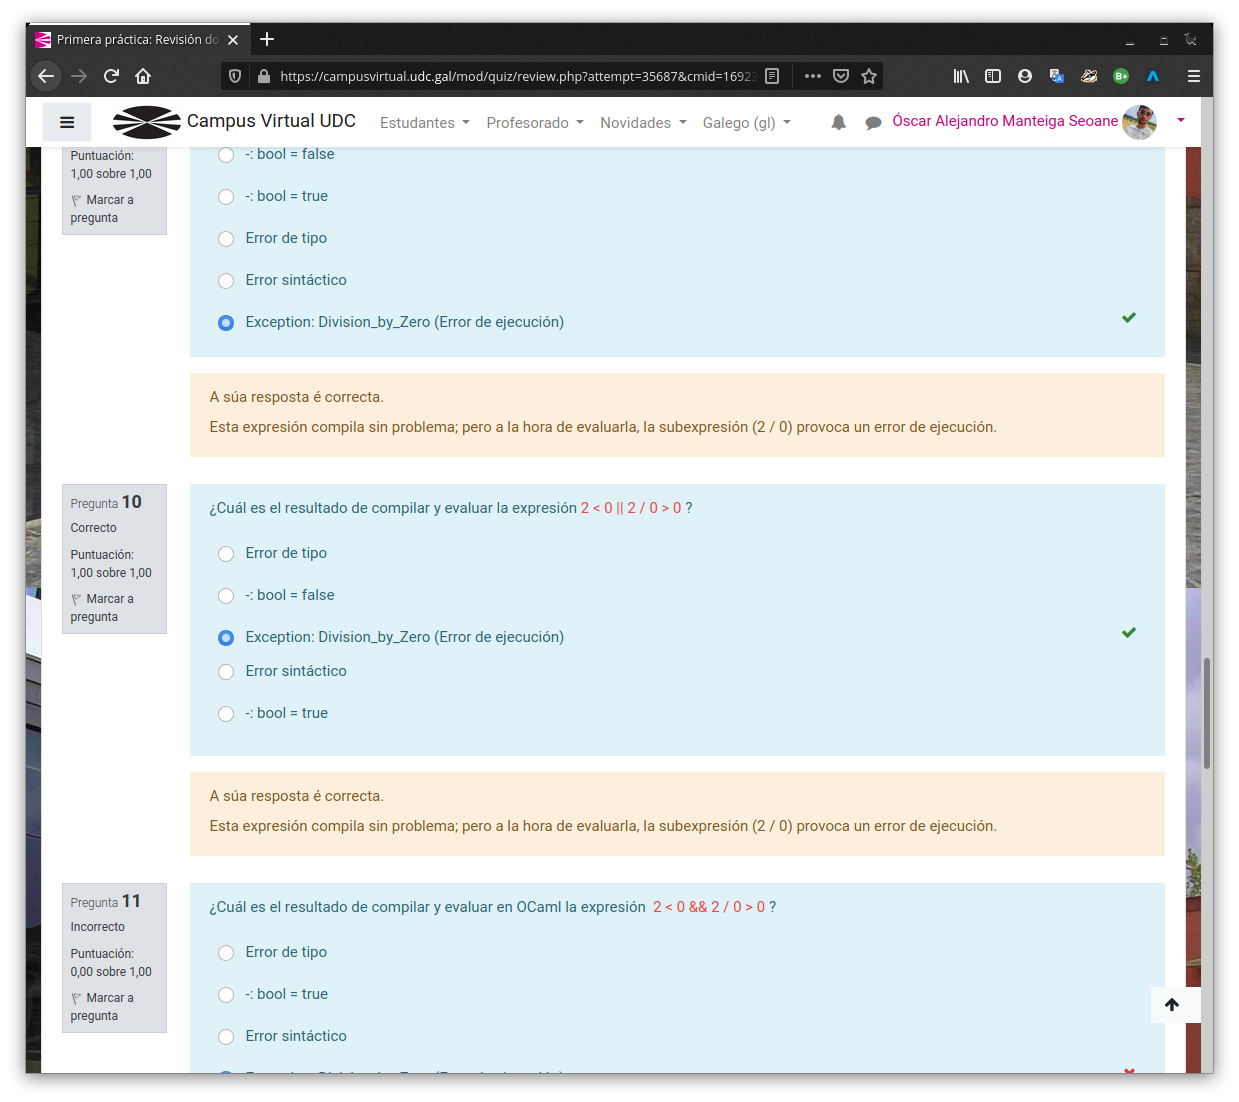 Primera práctica: Revisión do
https://campusvirtual.udc.gal/mod/quiz/review.php?attempt=35687&cmid=1692
B+
Campus Virtual UDC
Estudantes
Profesorado
Novidades
Galego (gl)
Óscar Alejandro Manteiga Seoane
Puntuación:
1,00 sobre 1,00
Marcar a
pregunta
-: bool = false
-: bool = true
Error de tipo
Error sintáctico
Exception: Division_by_Zero (Error de ejecución)
A súa resposta é correcta.
Esta expresión compila sin problema; pero a la hora de evaluarla, la subexpresión (2 / 0) provoca un error de ejecución.
Pregunta 10
Correcto
Puntuación:
1,00 sobre 1,00
Marcar a
pregunta
¿Cuál es el resultado de compilar y evaluar la expresión 2 < 0 || 2 / 0 > 0 ?
Error de tipo
-: bool = false
Exception: Division_by_Zero (Error de ejecución)
Error sintáctico
-: bool = true
A súa resposta é correcta.
Esta expresión compila sin problema; pero a la hora de evaluarla, la subexpresión (2 / 0) provoca un error de ejecución.
Pregunta 11
Incorrecto
Puntuación:
0,00 sobre 1,00
Marcar a
pregunta
¿Cuál es el resultado de compilar y evaluar en OCaml la expresión 2 < 0 && 2 / 0 > 0 ?
Error de tipo
-: bool = true
Error sintáctico